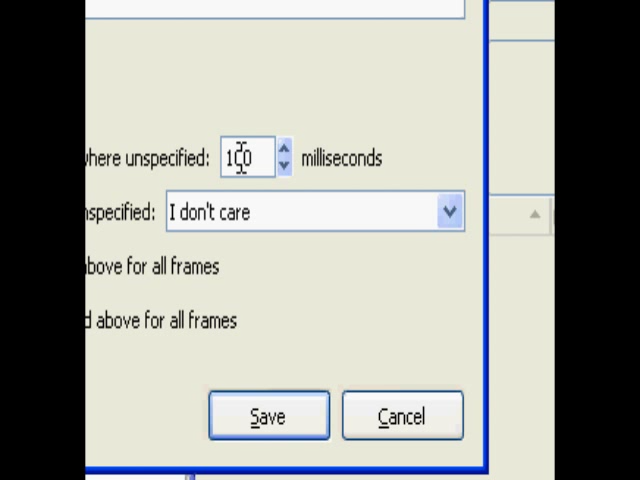 where unspecified: 100 milliseconds
nspecified: I don't care
above for all frames
d above for all frames
Save Cancel